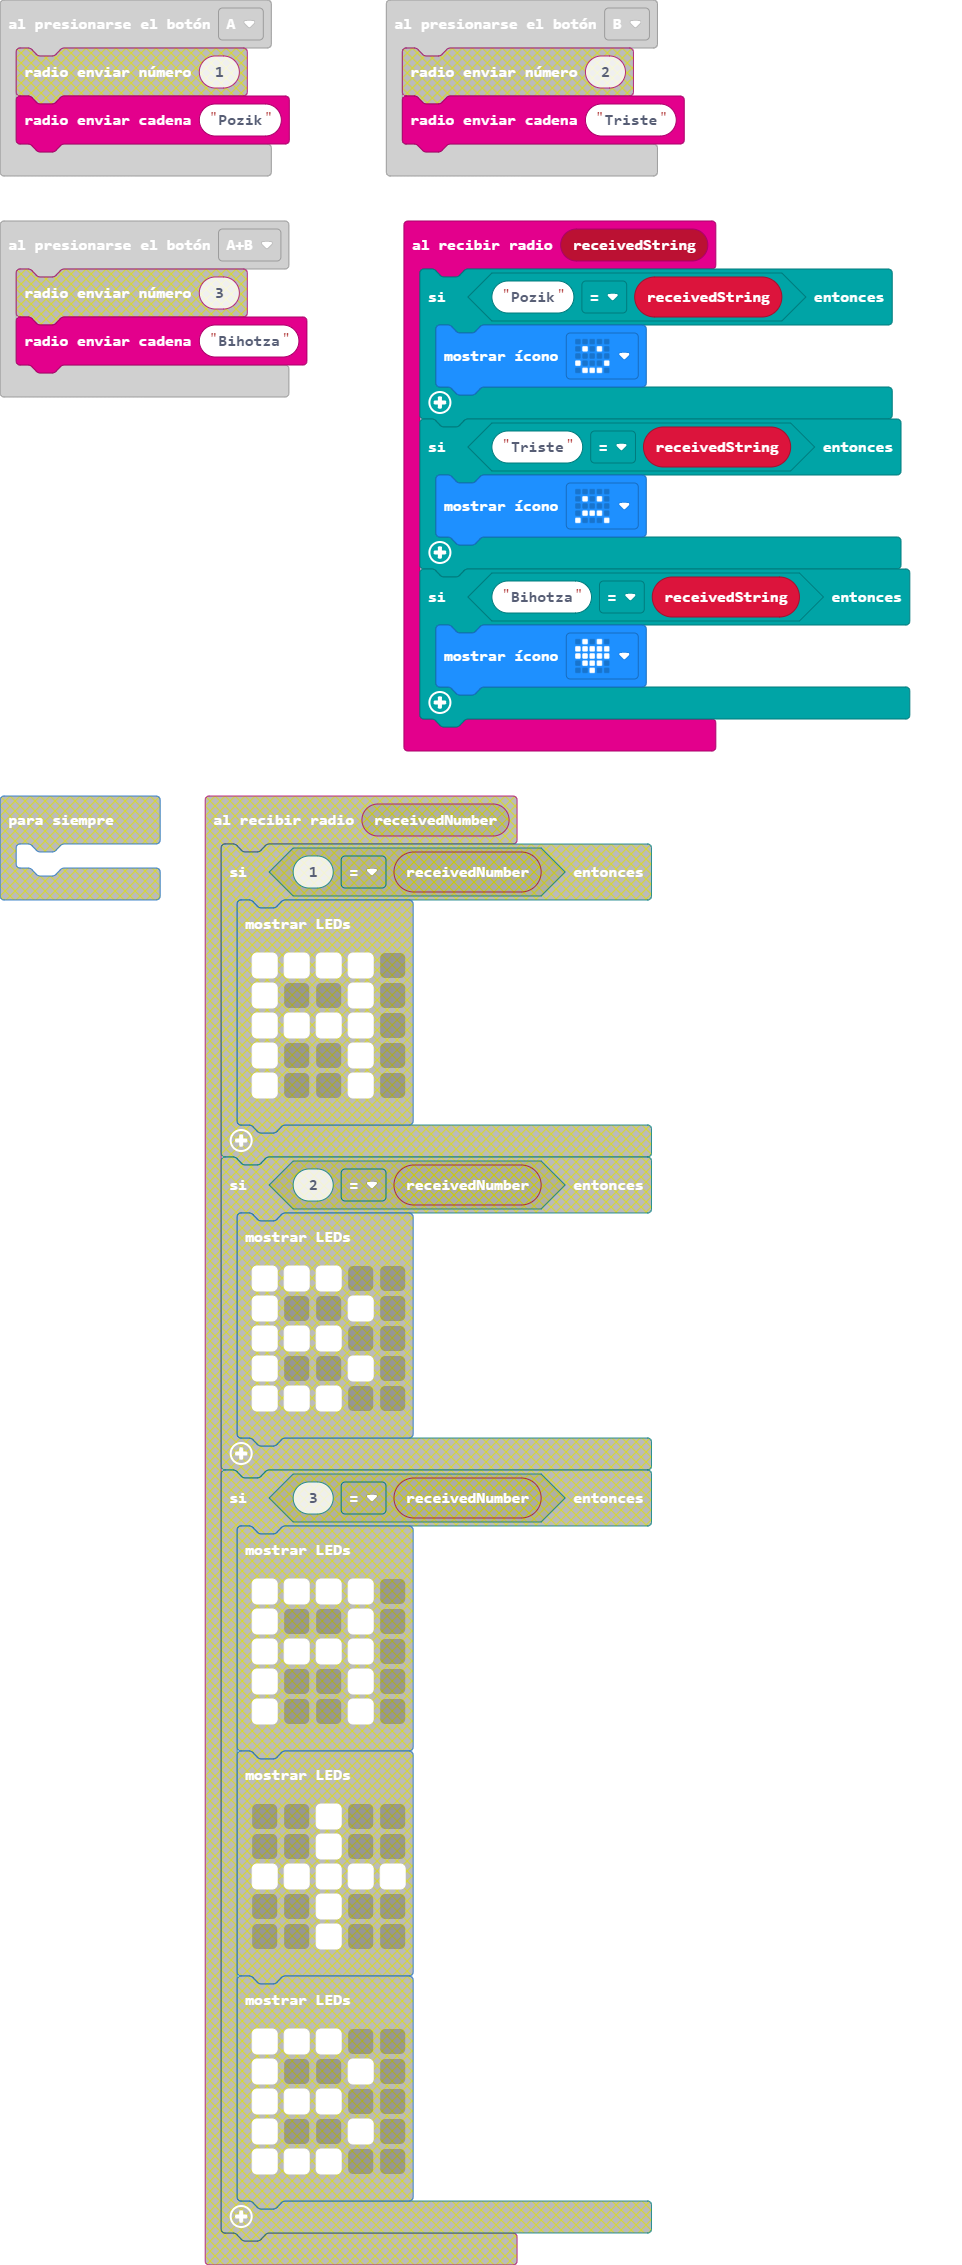 al presionarse el botón A
radio enviar número 1
radio enviar cadena "Pozik"
al presionarse el botón B
radio enviar número 2
radio enviar cadena "Triste"
al presionarse el botón A+B
radio enviar número 3
radio enviar cadena "Bihotza"
al recibir radio receivedString
si "Pozik" = receivedString entonces
mostrar ícono
si "Triste" = receivedString entonces
mostrar ícono
si "Bihotza" = receivedString entonces
mostrar ícono
para siempre
al recibir radio receivedNumber
si 1 = receivedNumber entonces
mostrar LEDs
si 2 = receivedNumber entonces
mostrar LEDs
si 3 = receivedNumber entonces
mostrar LEDs
mostrar LEDs
mostrar LEDs